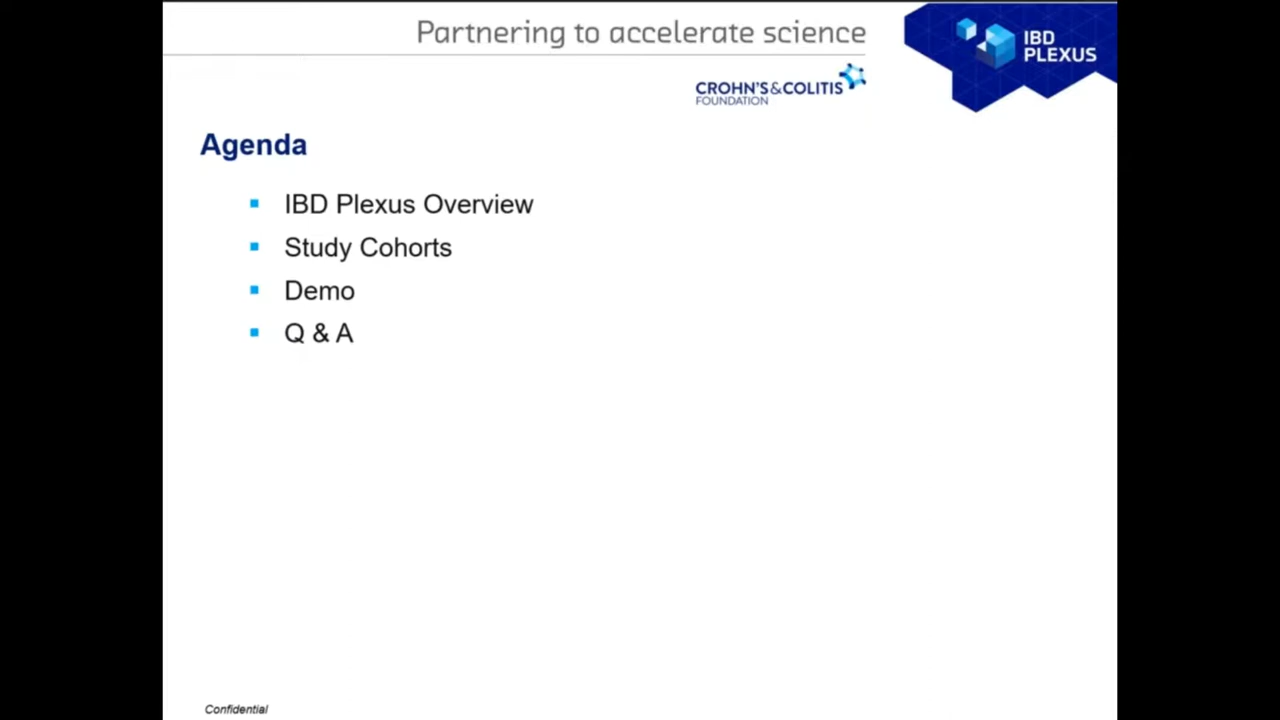 Partnering to accelerate science
IBD
PLEXUS
CROHN'S & COLITIS
FOUNDATION
Agenda
IBD Plexus Overview
Study Cohorts
Demo
Q & A
Confidential